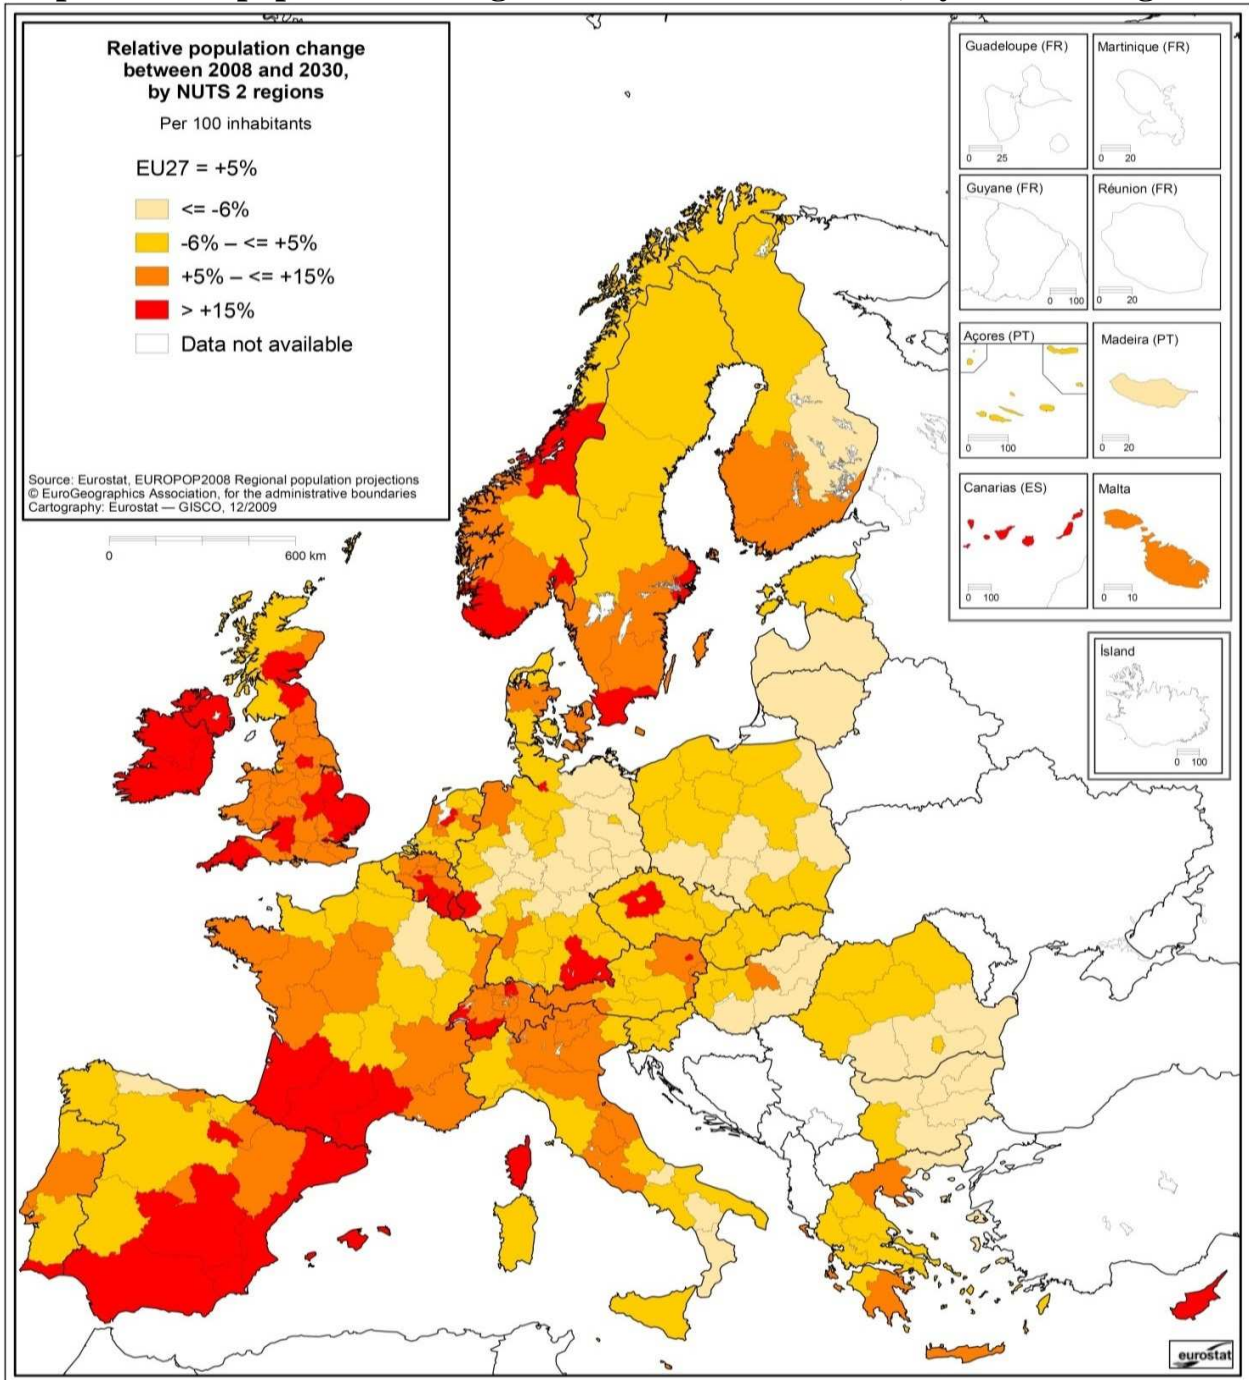 Relative population change
between 2008 and 2030,
by NUTS 2 regions
Per 100 inhabitants
EU27 = +5%
<= -6%
-6% – <= +5%
+5% – <= +15%
> +15%
Data not available
Source: Eurostat, EUROPOP2008 Regional population projections
© EuroGeographics Association, for the administrative boundaries
Cartography: Eurostat — GISCO, 12/2009
0 600 km
Guadeloupe (FR)
0 25
Martinique (FR)
0 20
Guyane (FR)
0 100
Réunion (FR)
0 20
Açores (PT)
0 100
Madeira (PT)
0 20
Canarias (ES)
0 100
Malta
0 10
Ísland
0 100
eurostat